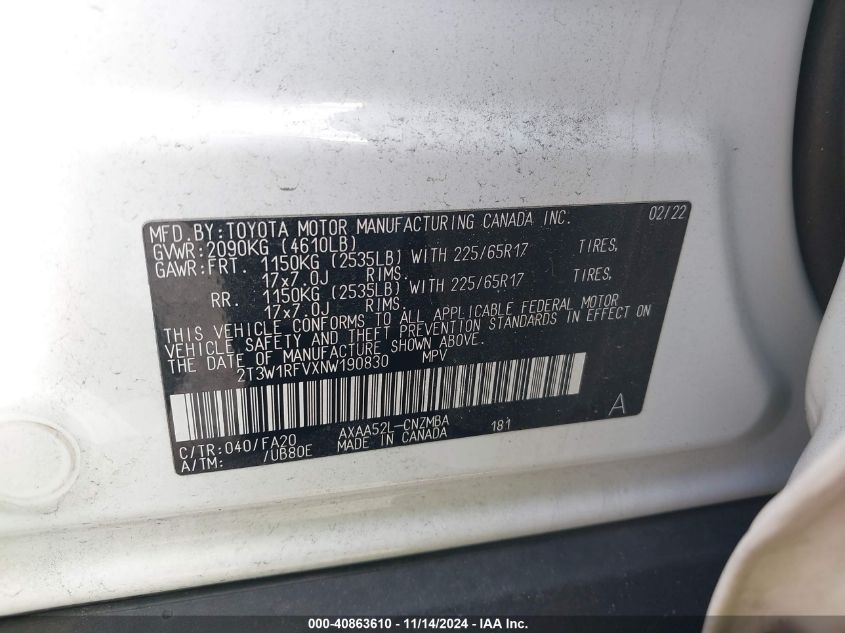 MFD.BY:TOYOTA MOTOR MANUFACTURING CANADA INC. 02/22
GVWR:2090KG (4610LB)
GAWR:FRT. 1150KG (2535LB) WITH 225/65R17 TIRES,
17x7.0J RIMS.
RR. 1150KG (2535LB) WITH 225/65R17 TIRES,
17x7.0J RIMS.
THIS VEHICLE CONFORMS TO ALL APPLICABLE FEDERAL MOTOR
VEHICLE SAFETY AND THEFT PREVENTION STANDARDS IN EFFECT ON
THE DATE OF MANUFACTURE SHOWN ABOVE.
2T3W1RFVXNW190830 MPV
A
C/TR:040/FA20 AXAA52L-CNZMBA 181
A/TM: /UB80E MADE IN CANADA
000-40863610 - 11/14/2024 - IAA Inc.